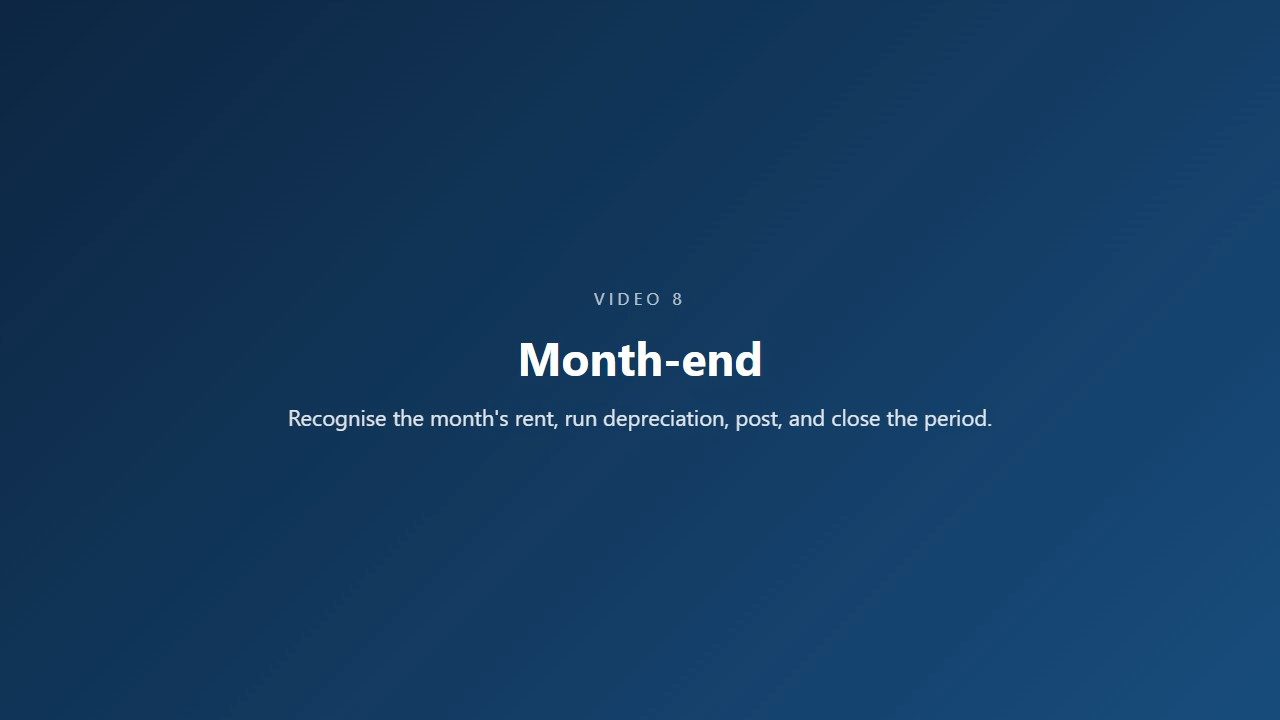 VIDEO 8
Month-end
Recognise the month's rent, run depreciation, post, and close the period.